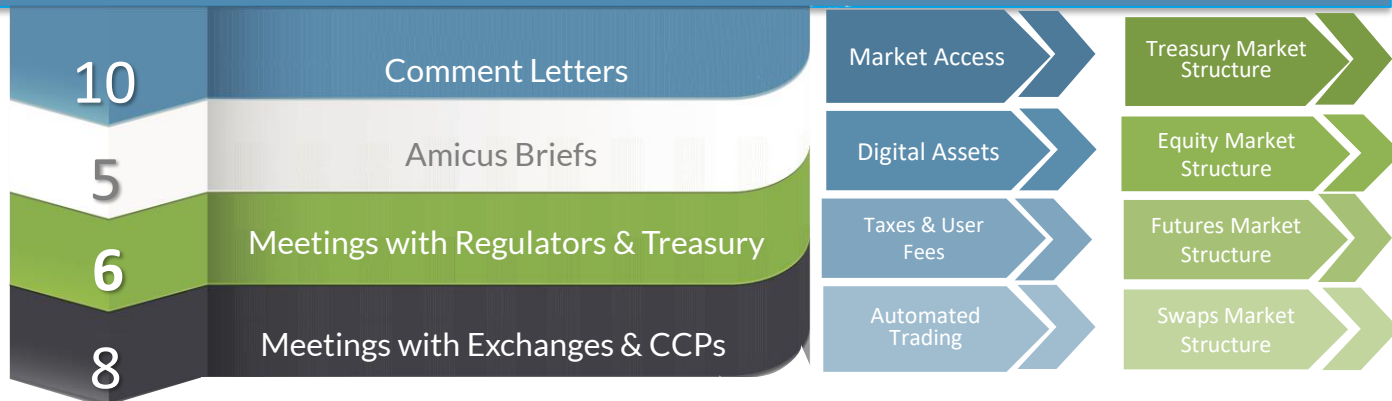 10
Comment Letters
5
Amicus Briefs
6
Meetings with Regulators & Treasury
8
Meetings with Exchanges & CCPs
Market Access
Digital Assets
Taxes & User
Fees
Automated
Trading
Treasury Market
Structure
Equity Market
Structure
Futures Market
Structure
Swaps Market
Structure